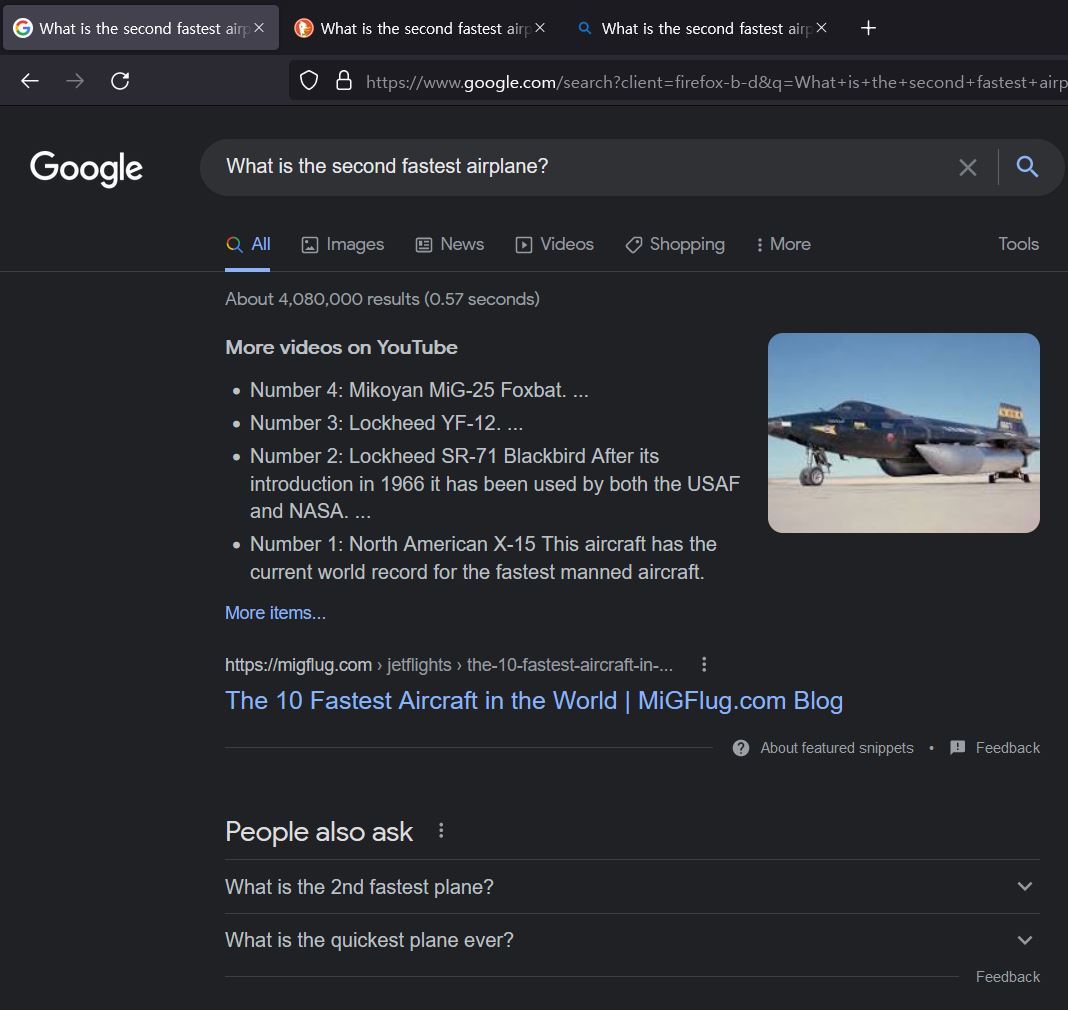 What is the second fastest airp
What is the second fastest airp
What is the second fastest airp
https://www.google.com/search?client=firefox-b-d&q=What+is+the+second+fastest+airp
Google
What is the second fastest airplane?
All Images News Videos Shopping More Tools
About 4,080,000 results (0.57 seconds)
More videos on YouTube
• Number 4: Mikoyan MiG-25 Foxbat. ...
• Number 3: Lockheed YF-12. ...
• Number 2: Lockheed SR-71 Blackbird After its
introduction in 1966 it has been used by both the USAF
and NASA. ...
• Number 1: North American X-15 This aircraft has the
current world record for the fastest manned aircraft.
More items...
https://migflug.com › jetflights › the-10-fastest-aircraft-in-...
The 10 Fastest Aircraft in the World | MiGFlug.com Blog
About featured snippets • Feedback
People also ask
What is the 2nd fastest plane?
What is the quickest plane ever?
Feedback